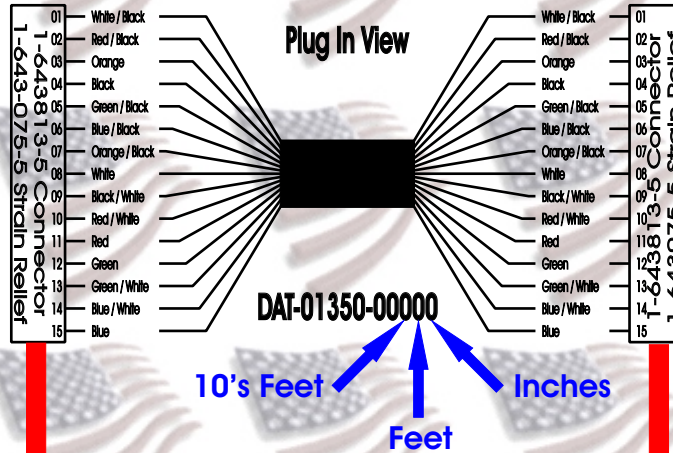 Plug In View
1-643813-5 Connector
1-643-075-5 Strain Relief
01 White / Black
02 Red / Black
03 Orange
04 Black
05 Green / Black
06 Blue / Black
07 Orange / Black
08 White
09 Black / White
10 Red / White
11 Red
12 Green
13 Green / White
14 Blue / White
15 Blue
White / Black 01
Red / Black 02
Orange 03
Black 04
Green / Black 05
Blue / Black 06
Orange / Black 07
White 08
Black / White 09
Red / White 10
Red 11
Green 12
Green / White 13
Blue / White 14
Blue 15
1-643813-5 Connector
1-643075-5 Strain Relief
DAT-01350-00000
10's Feet
Feet
Inches